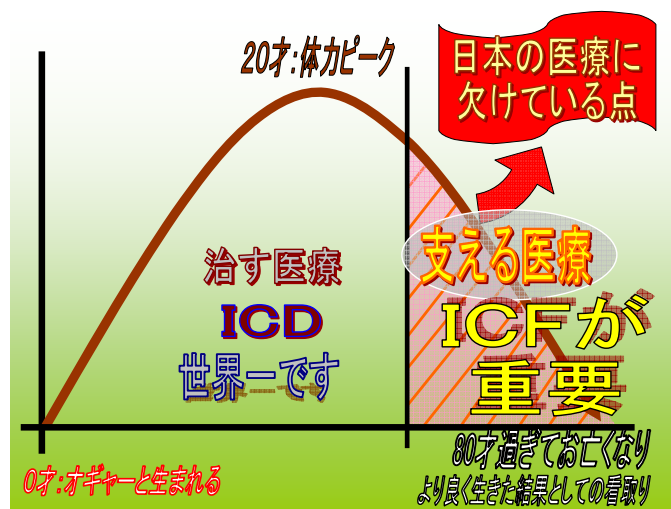 20才：体力ピーク
日本の医療に
欠けている点
治す医療
ICD
世界一です
支える医療
ICFが
重要
0才：オギャーと生まれる
80才過ぎてお亡くなり
より良く生きた結果としての看取り